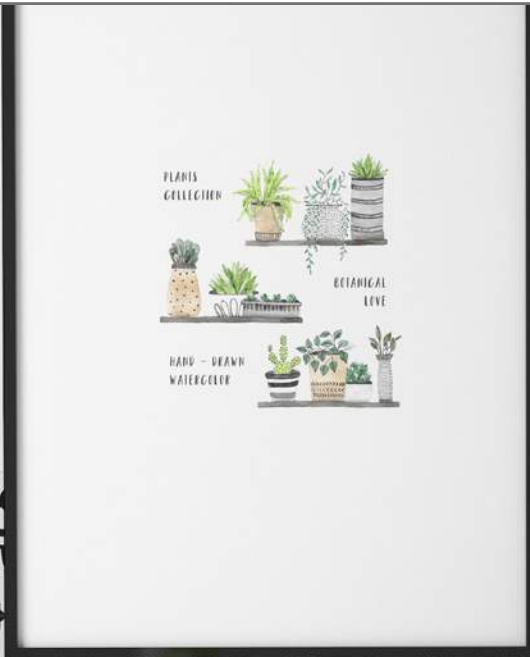 PLANTS
COLLECTION
BOTANICAL
LOVE
HAND - DRAWN
WATERCOLOR